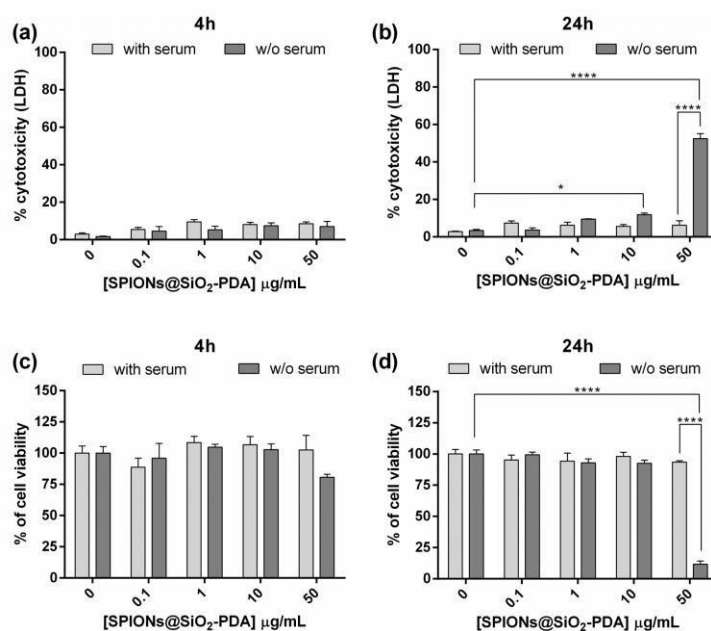 (a)
4h
with serum
w/o serum
% cytotoxicity (LDH)
100
80
60
40
20
0
0
0.1
1
10
50
[SPIONs@SiO2-PDA] μg/mL
(b)
24h
with serum
w/o serum
% cytotoxicity (LDH)
100
80
60
40
20
0
****
****
*
0
0.1
1
10
50
[SPIONs@SiO2-PDA] μg/mL
(c)
4h
with serum
w/o serum
% of cell viability
150
125
100
75
50
25
0
0
0.1
1
10
50
[SPIONs@SiO2-PDA] μg/mL
(d)
24h
with serum
w/o serum
% of cell viability
150
125
100
75
50
25
0
****
****
0
0.1
1
10
50
[SPIONs@SiO2-PDA] μg/mL